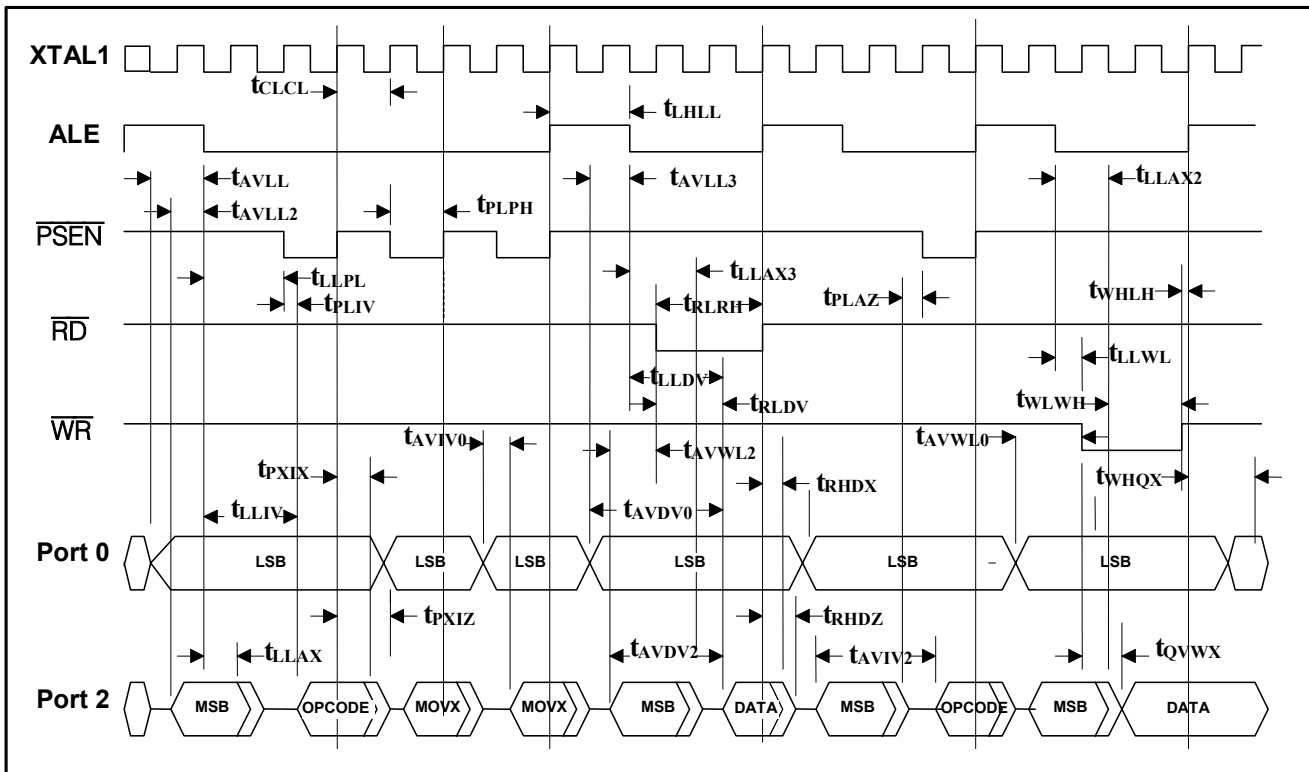 XTAL1
tCLCL
tLHLL
ALE
tAVLL
tAVLL3
tLLAX2
tAVLL2
tPLPH
PSEN
tLLPL
tLLAX3
tPLIV
tRLRH
tPLAZ
tWHLH
RD
tLLWL
tLLDV
tRLDV
tWLWH
WR
tAVIV0
tAVWL2
tAVWL0
tPXIX
tRHDX
tWHQX
tLLIV
tAVDV0
Port 0
LSB LSB LSB LSB LSB LSB
tPXIZ
tRHDZ
tLLAX
tAVDV2
tAVIV2
tQVWX
Port 2
MSB OPCODE MOVX MOVX MSB DATA MSB OPCODE MSB DATA